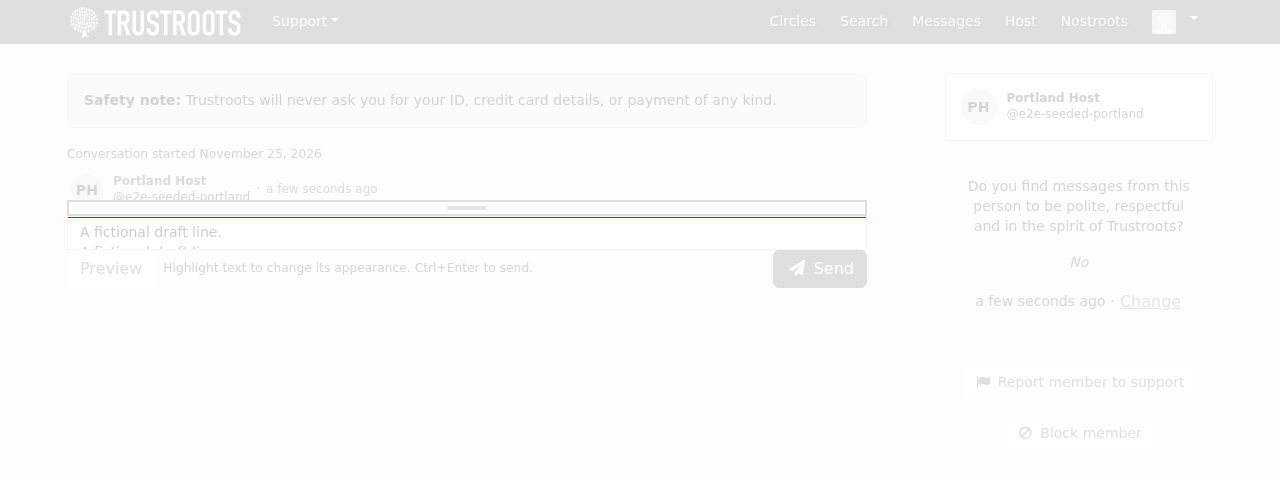 TRUSTROOTS
Support
Circles
Search
Messages
Host
Nostroots
Safety note: Trustroots will never ask you for your ID, credit card details, or payment of any kind.
Conversation started November 25, 2026
PH
Portland Host
@e2e-seeded-portland
· a few seconds ago
A fictional draft line.
A fictional draft line.
Preview
Highlight text to change its appearance. Ctrl+Enter to send.
Send
PH
Portland Host
@e2e-seeded-portland
Do you find messages from this
person to be polite, respectful
and in the spirit of Trustroots?
No
a few seconds ago · Change
Report member to support
Block member